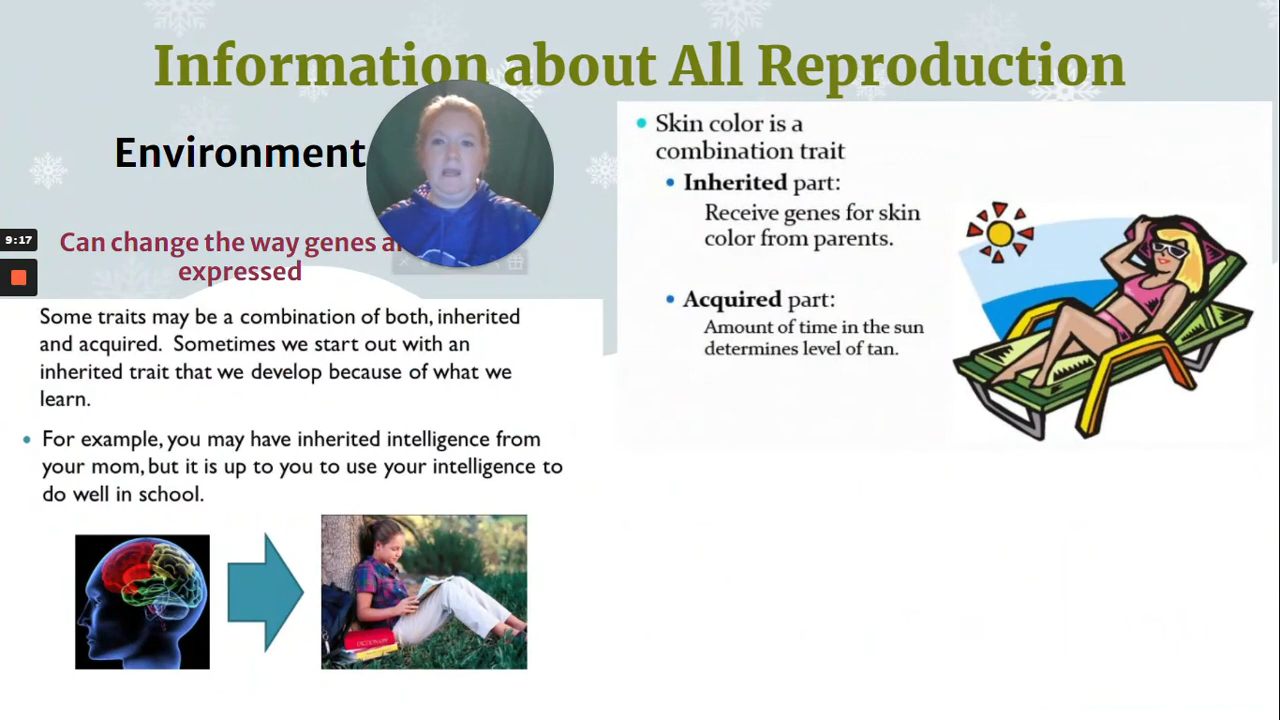 Information about All Reproduction
Environment
9:17
Can change the way genes
expressed
Some traits may be a combination of both, inherited
and acquired. Sometimes we start out with an
inherited trait that we develop because of what we
learn.
• For example, you may have inherited intelligence from
your mom, but it is up to you to use your intelligence to
do well in school.
DICTIONARY
• Skin color is a
combination trait
• Inherited part:
Receive genes for skin
color from parents.
• Acquired part:
Amount of time in the sun
determines level of tan.